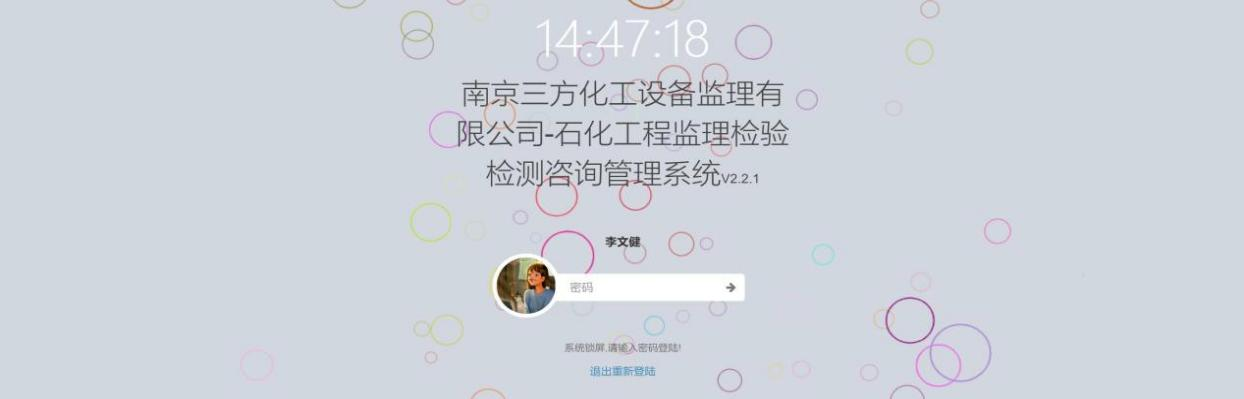 14:47:18
南京三方化工设备监理有
限公司-石化工程监理检验
检测咨询管理系统V2.2.1
李文健
密码
系统锁屏,请输入密码登陆!
退出重新登陆